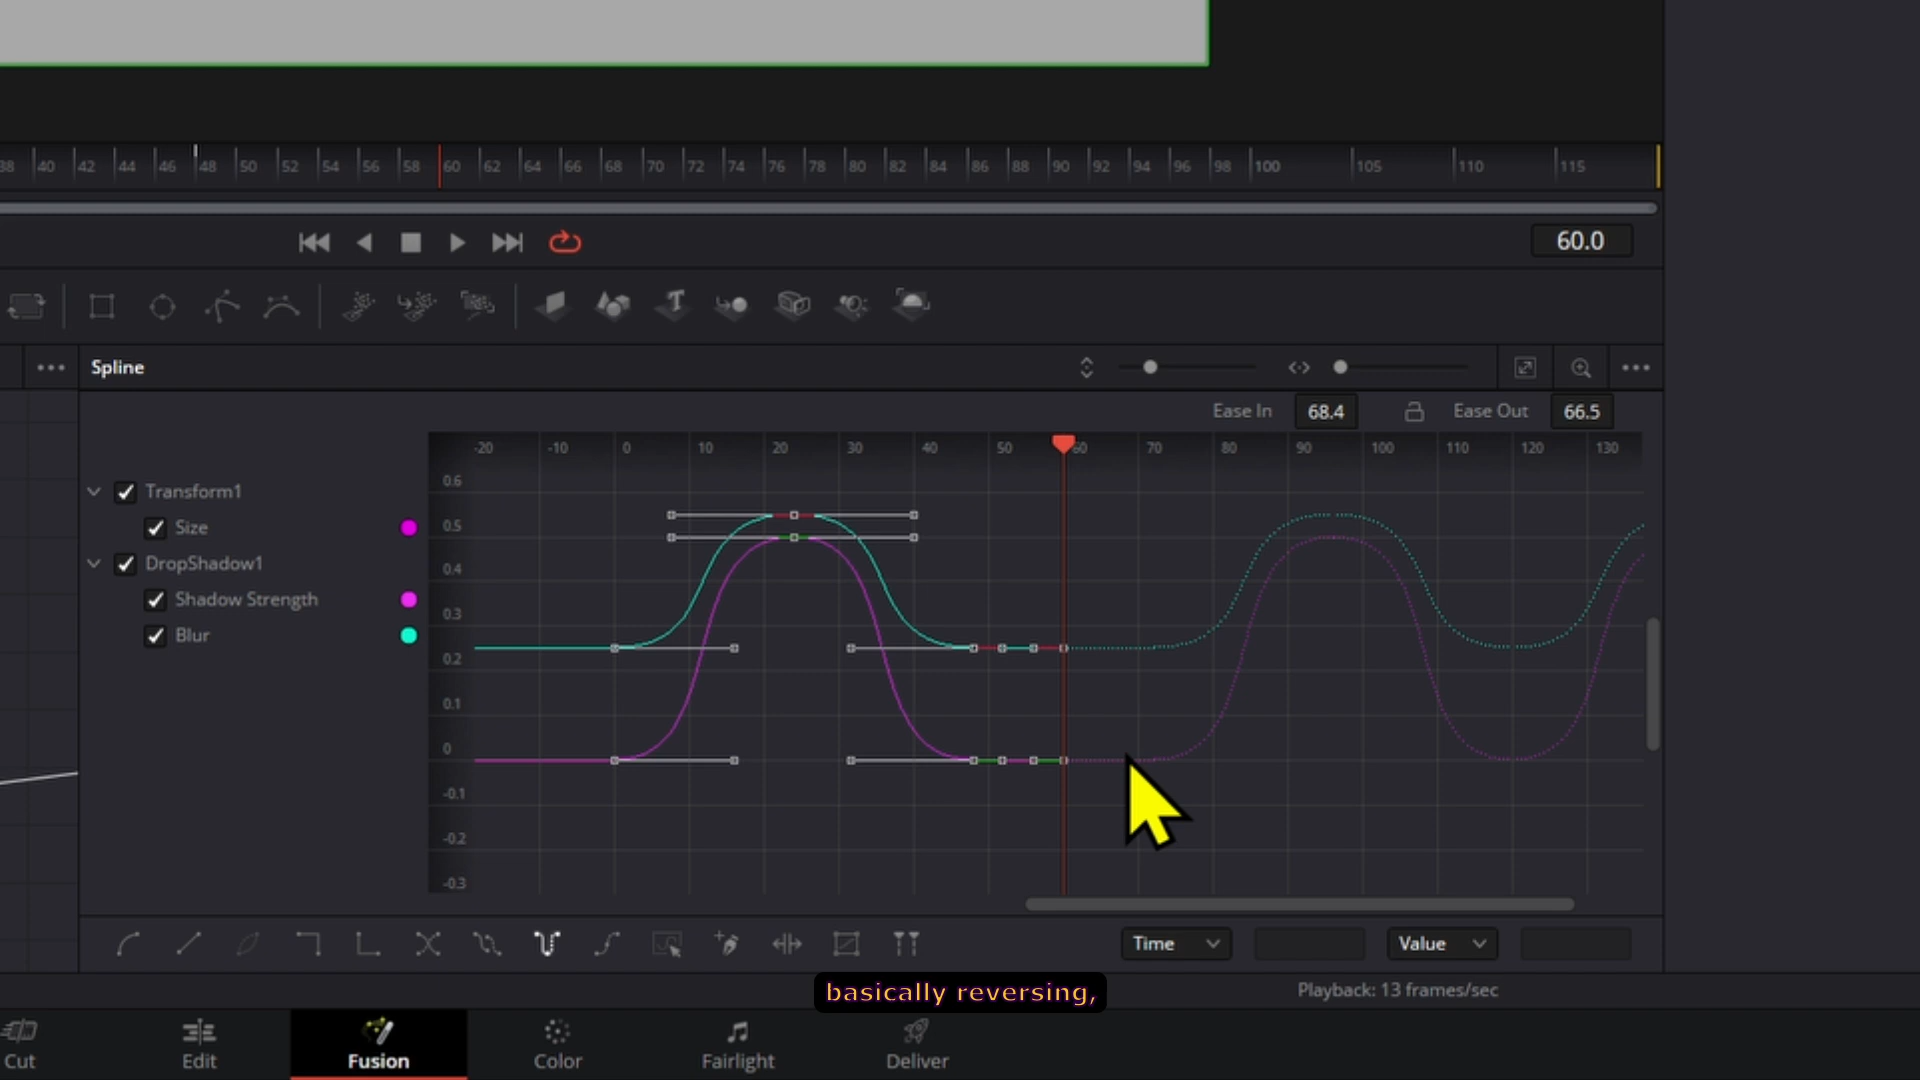 38 40 42 44 46 48 50 52 54 56 58 60 62 64 66 68 70 72 74 76 78 80 82 84 86 88 90 92 94 96 98 100 105 110 115
60.0
Spline
Ease In 68.4 Ease Out 66.5
-20 -10 0 10 20 30 40 50 60 70 80 90 100 110 120 130
0.6
Transform1
0.5
Size
DropShadow1
0.4
Shadow Strength
0.3
Blur
0.2
0.1
0
-0.1
-0.2
-0.3
Time Value
basically reversing,
Playback: 13 frames/sec
Cut Edit Fusion Color Fairlight Deliver